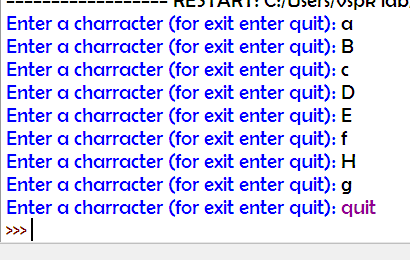 RESTART: C:/Users/vspR lab
Enter a charracter (for exit enter quit): a
Enter a charracter (for exit enter quit): B
Enter a charracter (for exit enter quit): c
Enter a charracter (for exit enter quit): D
Enter a charracter (for exit enter quit): E
Enter a charracter (for exit enter quit): f
Enter a charracter (for exit enter quit): H
Enter a charracter (for exit enter quit): g
Enter a charracter (for exit enter quit): quit
>>>